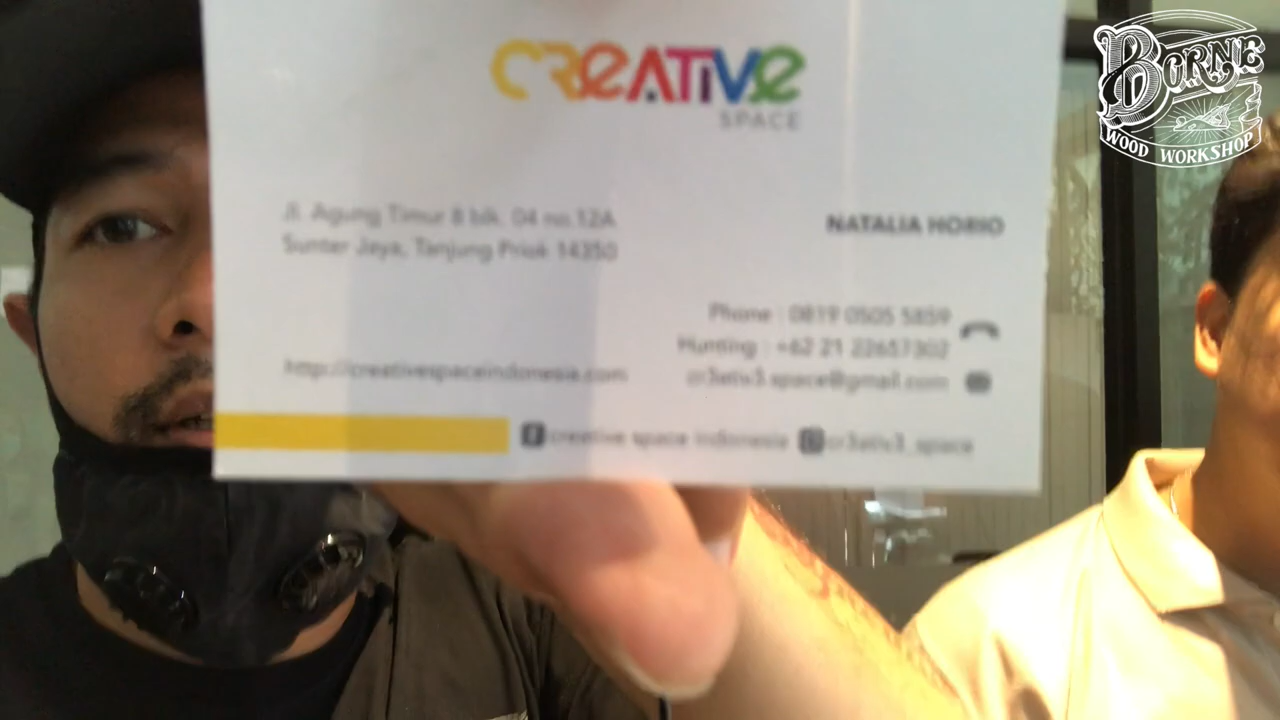 CREATIVE
SPACE
Jl. Agung Timur 8 blk. 04 no.12A
Sunter Jaya, Tanjung Priok 14350
NATALIA HORIO
Phone : 0819 0505 5859
Hunting : +62 21 22657302
http://creativespaceindonesia.com
cr3ativ3.space@gmail.com
creative space indonesia
cr3ativ3_space
BORNE
WOOD WORKSHOP